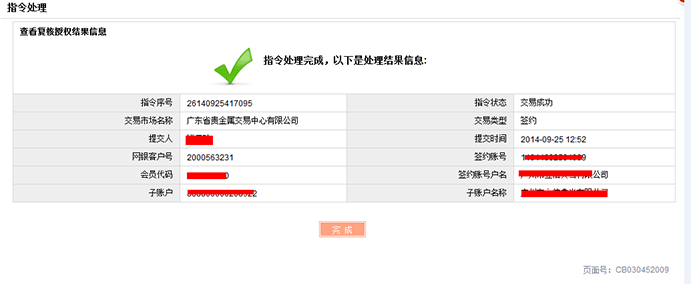 指令处理
查看复核授权结果信息
指令处理完成，以下是处理结果信息:
指令序号 26140925417095 指令状态 交易成功
交易市场名称 广东省贵金属交易中心有限公司 交易类型 签约
提交人 提交时间 2014-09-25 12:52
网银客户号 2000563231 签约账号
会员代码 签约账号户名 公司
子账户 子账户名称
完成
页面号：CB030452009